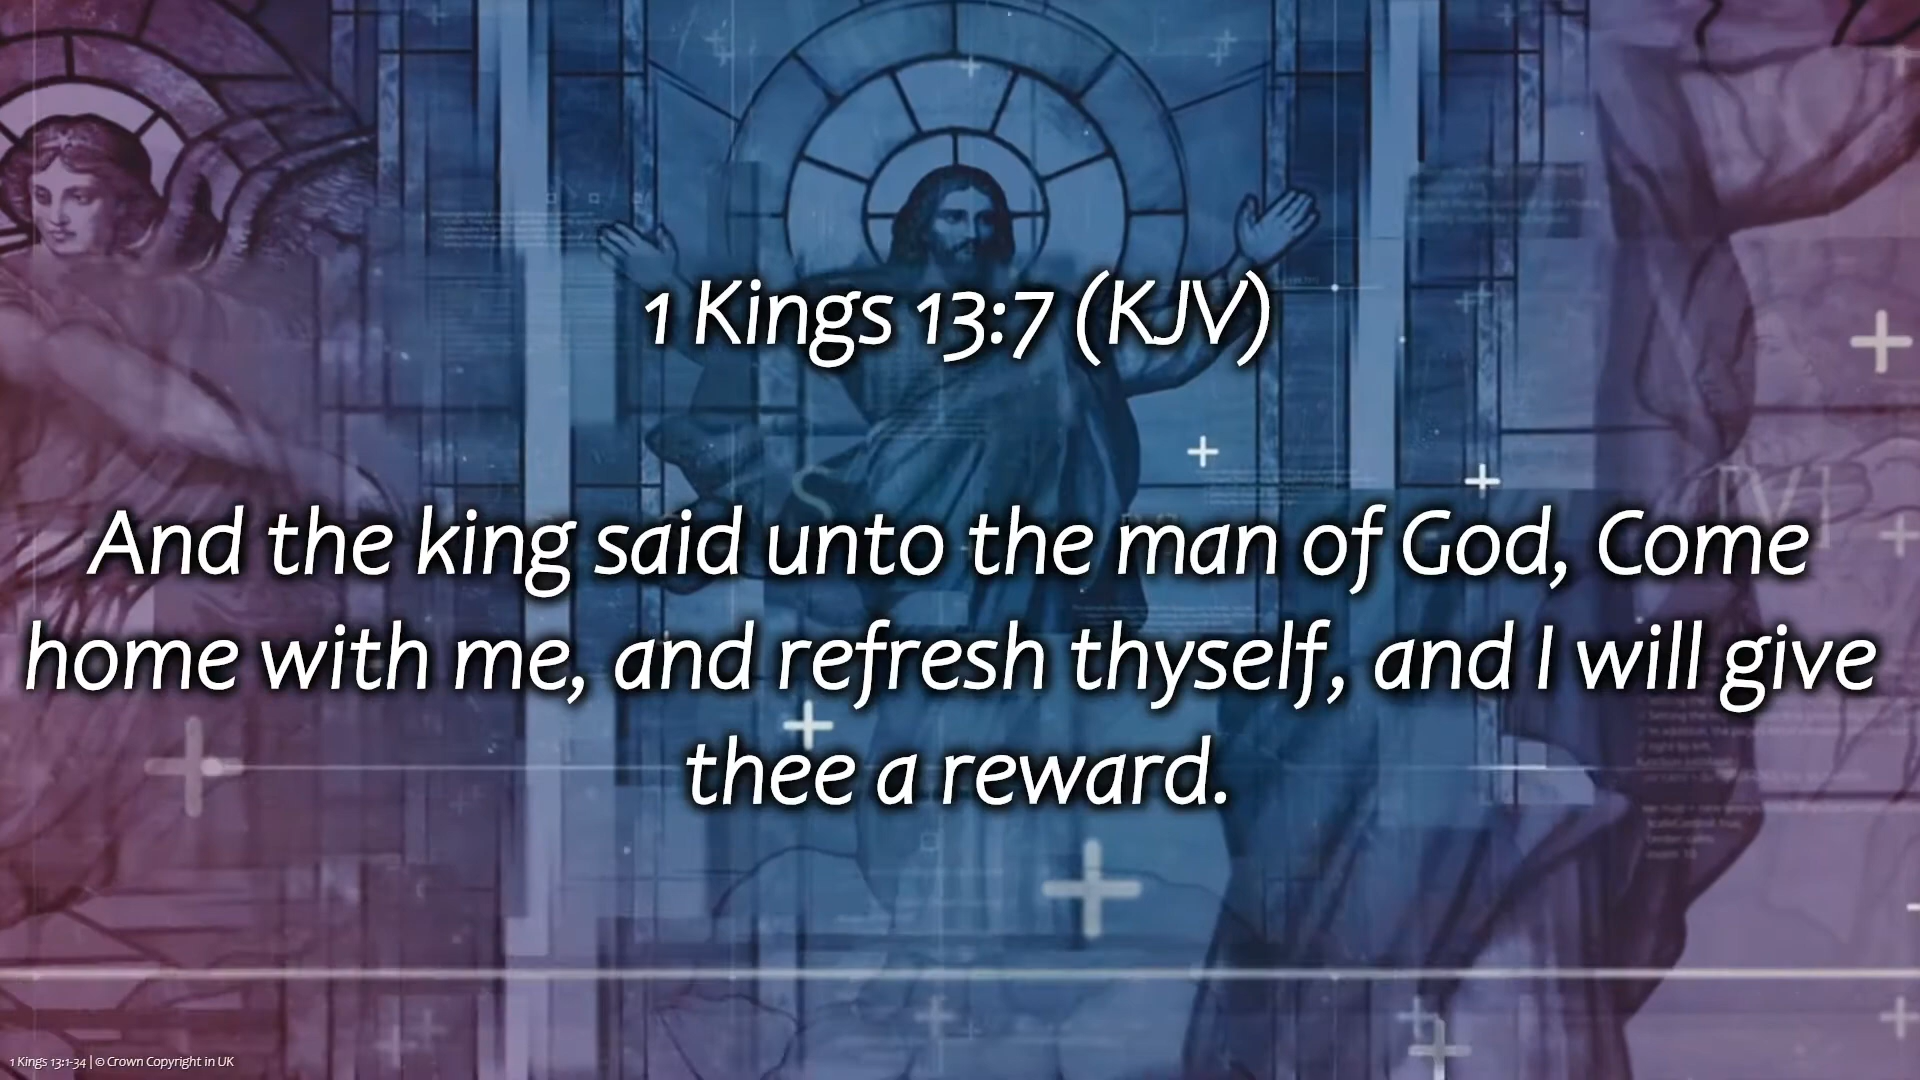 1 Kings 13:7 (KJV)
And the king said unto the man of God, Come
home with me, and refresh thyself, and I will give
thee a reward.
1 Kings 13:1-34 | © Crown Copyright in UK